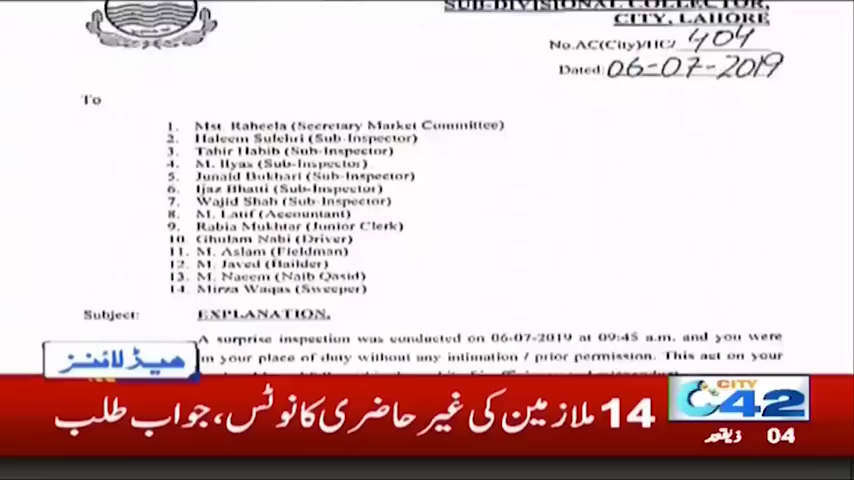 SUB-DIVISIONAL COLLECTOR,
CITY, LAHORE
No.AC(City)/HC/ 404
Dated: 06-07-2019
To
1. Mst. Raheela (Secretary Market Committee)
2. Haleem Sulehri (Sub-Inspector)
3. Tahir Habib (Sub-Inspector)
4. M. Ilyas (Sub-Inspector)
5. Junaid Bukhari (Sub-Inspector)
6. Ijaz Bhatti (Sub-Inspector)
7. Wajid Shah (Sub-Inspector)
8. M. Latif (Accountant)
9. Rabia Mukhtar (Junior Clerk)
10. Ghulam Nabi (Driver)
11. M. Aslam (Fieldman)
12. M. Javed (Bailder)
13. M. Naeem (Naib Qasid)
14. Mirza Waqas (Sweeper)
Subject: EXPLANATION.
A surprise inspection was conducted on 06-07-2019 at 09:45 a.m. and you were
your place of duty without any intimation / prior permission. This act on your
ہیڈلائنز
14 ملازمین کی غیر حاضری کا نوٹس، جواب طلب
CITY
42
04 ذیقعد